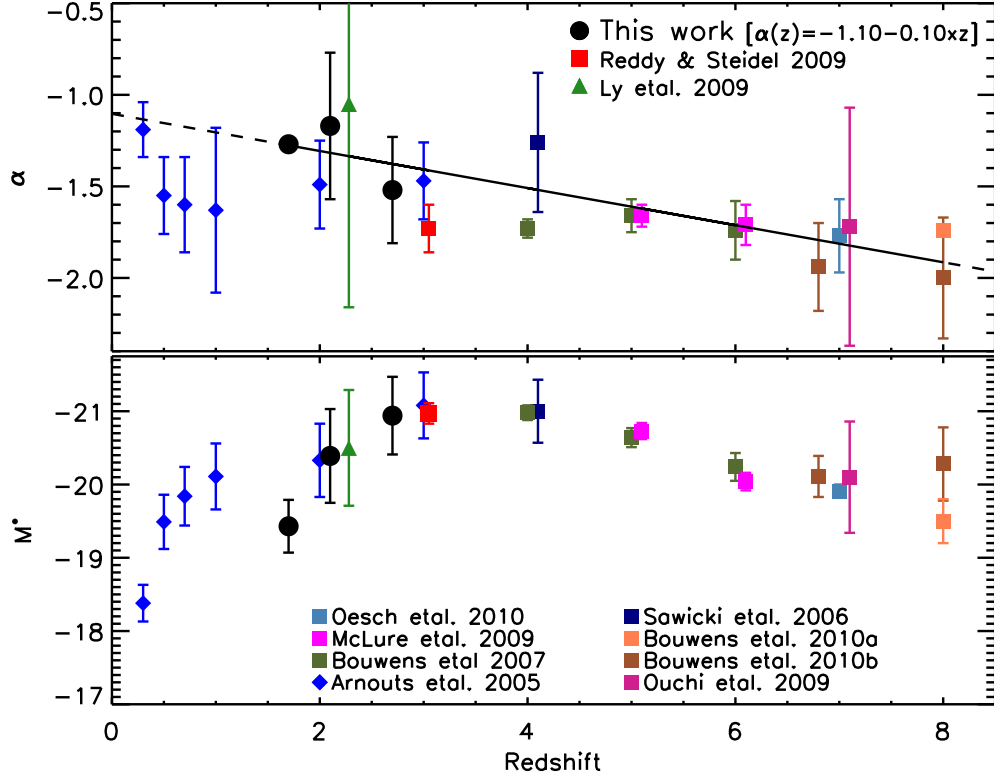 -0.5
-1.0
-1.5
-2.0
α
This work [α(z)=-1.10-0.10xz]
Reddy & Steidel 2009
Ly etal. 2009
-21
-20
-19
-18
-17
M*
Oesch etal. 2010
McLure etal. 2009
Bouwens etal 2007
Arnouts etal. 2005
Sawicki etal. 2006
Bouwens etal. 2010a
Bouwens etal. 2010b
Ouchi etal. 2009
0 2 4 6 8
Redshift